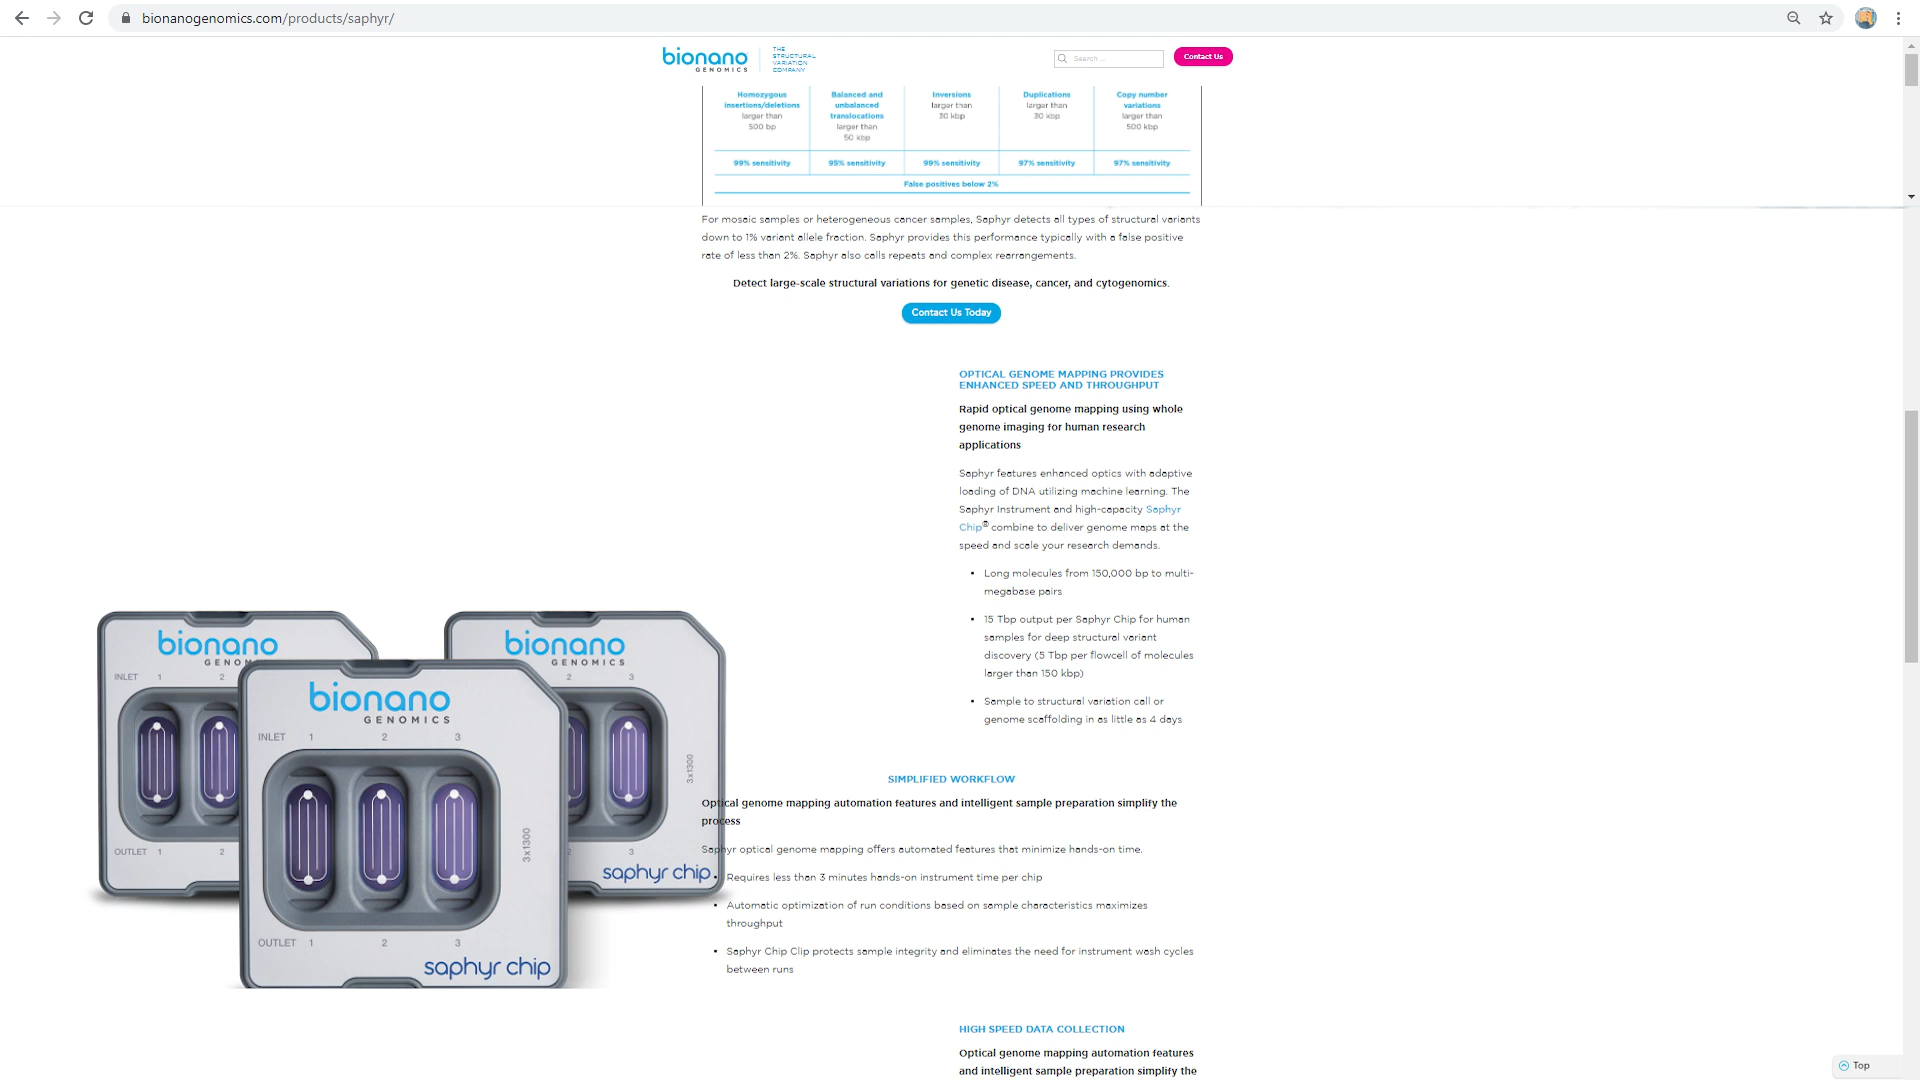 bionanogenomics.com/products/saphyr/
bionano
GENOMICS
THE
STRUCTURAL
VARIATION
COMPANY
Search ...
Contact Us
Homozygous
insertions/deletions
larger than
500 bp
Balanced and
unbalanced
translocations
larger than
50 kbp
Inversions
larger than
30 kbp
Duplications
larger than
30 kbp
Copy number
variations
larger than
500 kbp
99% sensitivity
95% sensitivity
99% sensitivity
97% sensitivity
97% sensitivity
False positives below 2%
For mosaic samples or heterogeneous cancer samples, Saphyr detects all types of structural variants
down to 1% variant allele fraction. Saphyr provides this performance typically with a false positive
rate of less than 2%. Saphyr also calls repeats and complex rearrangements.
Detect large-scale structural variations for genetic disease, cancer, and cytogenomics.
Contact Us Today
OPTICAL GENOME MAPPING PROVIDES
ENHANCED SPEED AND THROUGHPUT
Rapid optical genome mapping using whole
genome imaging for human research
applications
Saphyr features enhanced optics with adaptive
loading of DNA utilizing machine learning. The
Saphyr Instrument and high-capacity Saphyr
Chip® combine to deliver genome maps at the
speed and scale your research demands.
• Long molecules from 150,000 bp to multi-
megabase pairs
• 15 Tbp output per Saphyr Chip for human
samples for deep structural variant
discovery (5 Tbp per flowcell of molecules
larger than 150 kbp)
• Sample to structural variation call or
genome scaffolding in as little as 4 days
bionano
GENOM
INLET 1 2
OUTLET 1 2
bionano
GENOMICS
2 3
3x1300
2 3
saphyr chip
bionano
GENOMICS
INLET 1 2 3
3x1300
OUTLET 1 2 3
saphyr chip
SIMPLIFIED WORKFLOW
Optical genome mapping automation features and intelligent sample preparation simplify the
process
Saphyr optical genome mapping offers automated features that minimize hands-on time.
• Requires less than 3 minutes hands-on instrument time per chip
• Automatic optimization of run conditions based on sample characteristics maximizes
throughput
• Saphyr Chip Clip protects sample integrity and eliminates the need for instrument wash cycles
between runs
HIGH SPEED DATA COLLECTION
Optical genome mapping automation features
and intelligent sample preparation simplify the
Top